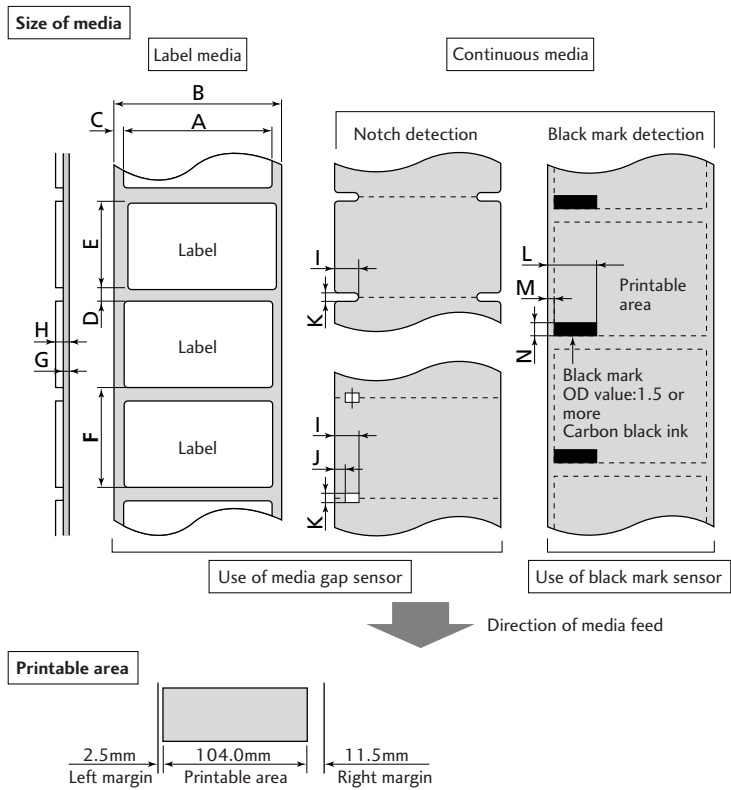 Size of media
Label media
Continuous media
B
C
A
Notch detection
Black mark detection
E
Label
I
L
M
Printable
area
K
D
H
G
Label
N
Black mark
OD value:1.5 or
more
Carbon black ink
F
Label
I
J
K
Use of media gap sensor
Use of black mark sensor
Direction of media feed
Printable area
2.5mm
104.0mm
11.5mm
Left margin
Printable area
Right margin